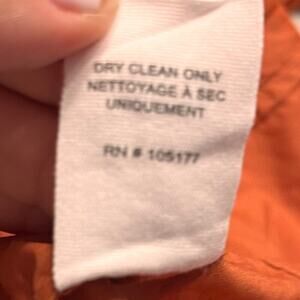 DRY CLEAN ONLY
NETTOYAGE À SEC
UNIQUEMENT
RN # 105177